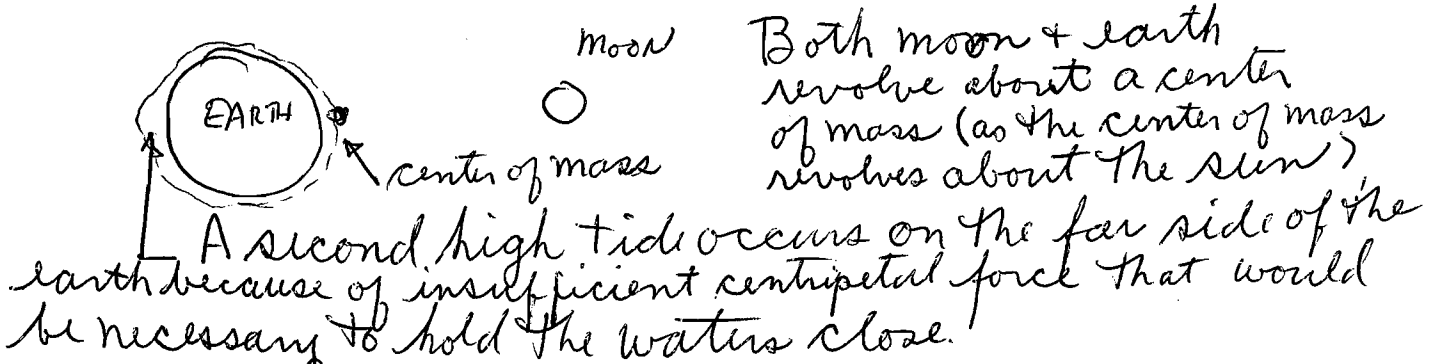 MOON
EARTH
center of mass
Both moon + earth
revolve about a center
of mass (as the center of mass
revolves about the sun)
A second high tide occurs on the far side of the
earth because of insufficient centripetal force that would
be necessary to hold the waters close.